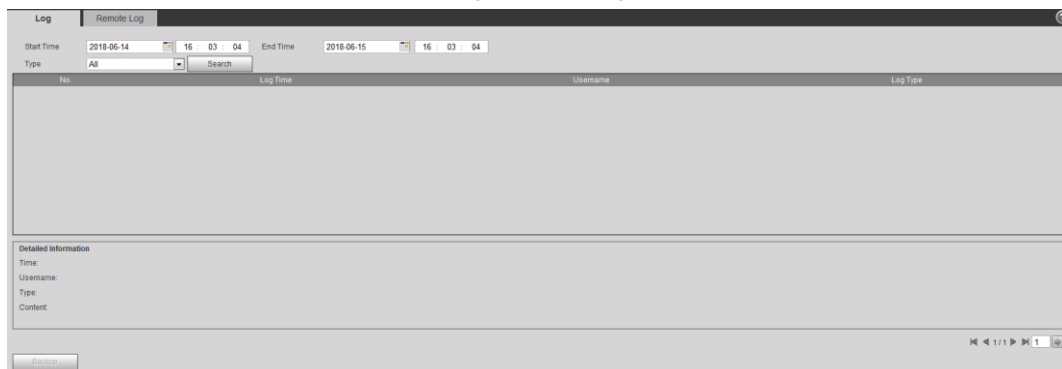 Log Remote Log
Start Time 2018-06-14 16 : 03 : 04 End Time 2018-06-15 16 : 03 : 04
Type All Search
No. Log Time Username Log Type
Detailed Information
Time:
Username:
Type:
Content:
1/1 1
Backup